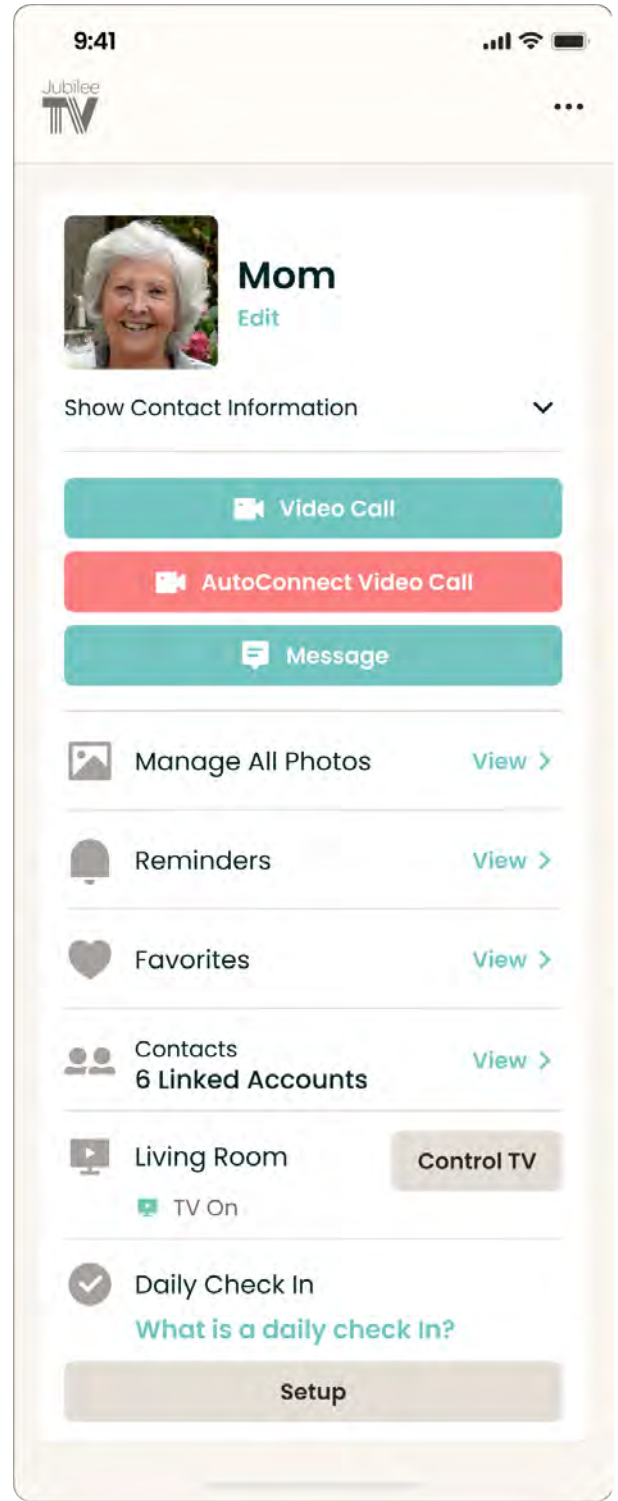 9:41
Jubilee
TV
Mom
Edit
Show Contact Information
Video Call
AutoConnect Video Call
Message
Manage All Photos View
Reminders View
Favorites View
Contacts
6 Linked Accounts View
Living Room Control TV
TV On
Daily Check In
What is a daily check In?
Setup